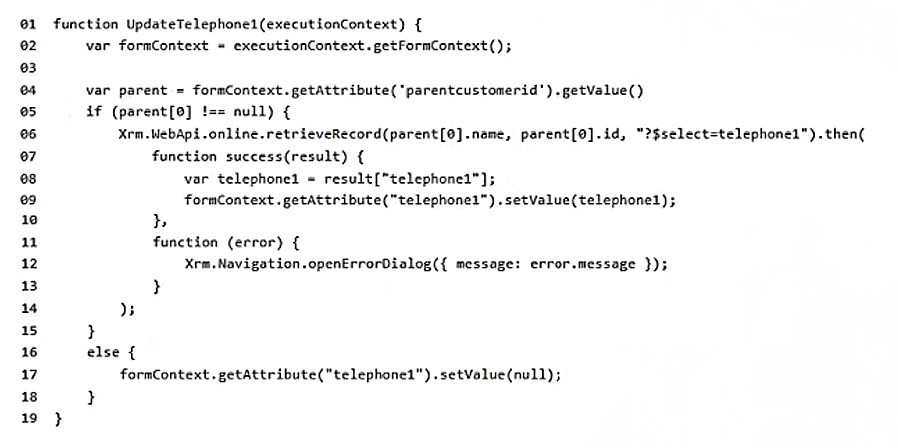 01 function UpdateTelephone1(executionContext) {
02 var formContext = executionContext.getFormContext();
03
04 var parent = formContext.getAttribute('parentcustomerid').getValue()
05 if (parent[0] !== null) {
06 Xrm.WebApi.online.retrieveRecord(parent[0].name, parent[0].id, "?$select=telephone1").then(
07 function success(result) {
08 var telephone1 = result["telephone1"];
09 formContext.getAttribute("telephone1").setValue(telephone1);
10 },
11 function (error) {
12 Xrm.Navigation.openErrorDialog({ message: error.message });
13 }
14 );
15 }
16 else {
17 formContext.getAttribute("telephone1").setValue(null);
18 }
19 }